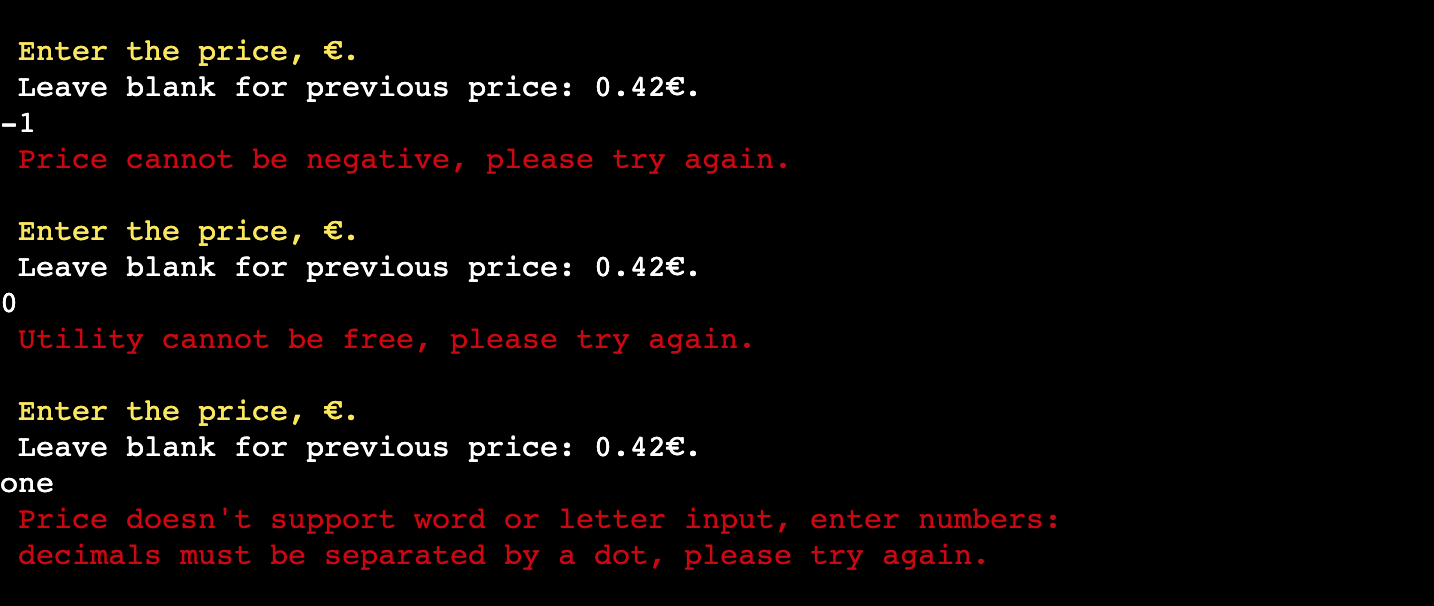 Enter the price, €.
Leave blank for previous price: 0.42€.
-1
Price cannot be negative, please try again.
Enter the price, €.
Leave blank for previous price: 0.42€.
0
Utility cannot be free, please try again.
Enter the price, €.
Leave blank for previous price: 0.42€.
one
Price doesn't support word or letter input, enter numbers:
decimals must be separated by a dot, please try again.